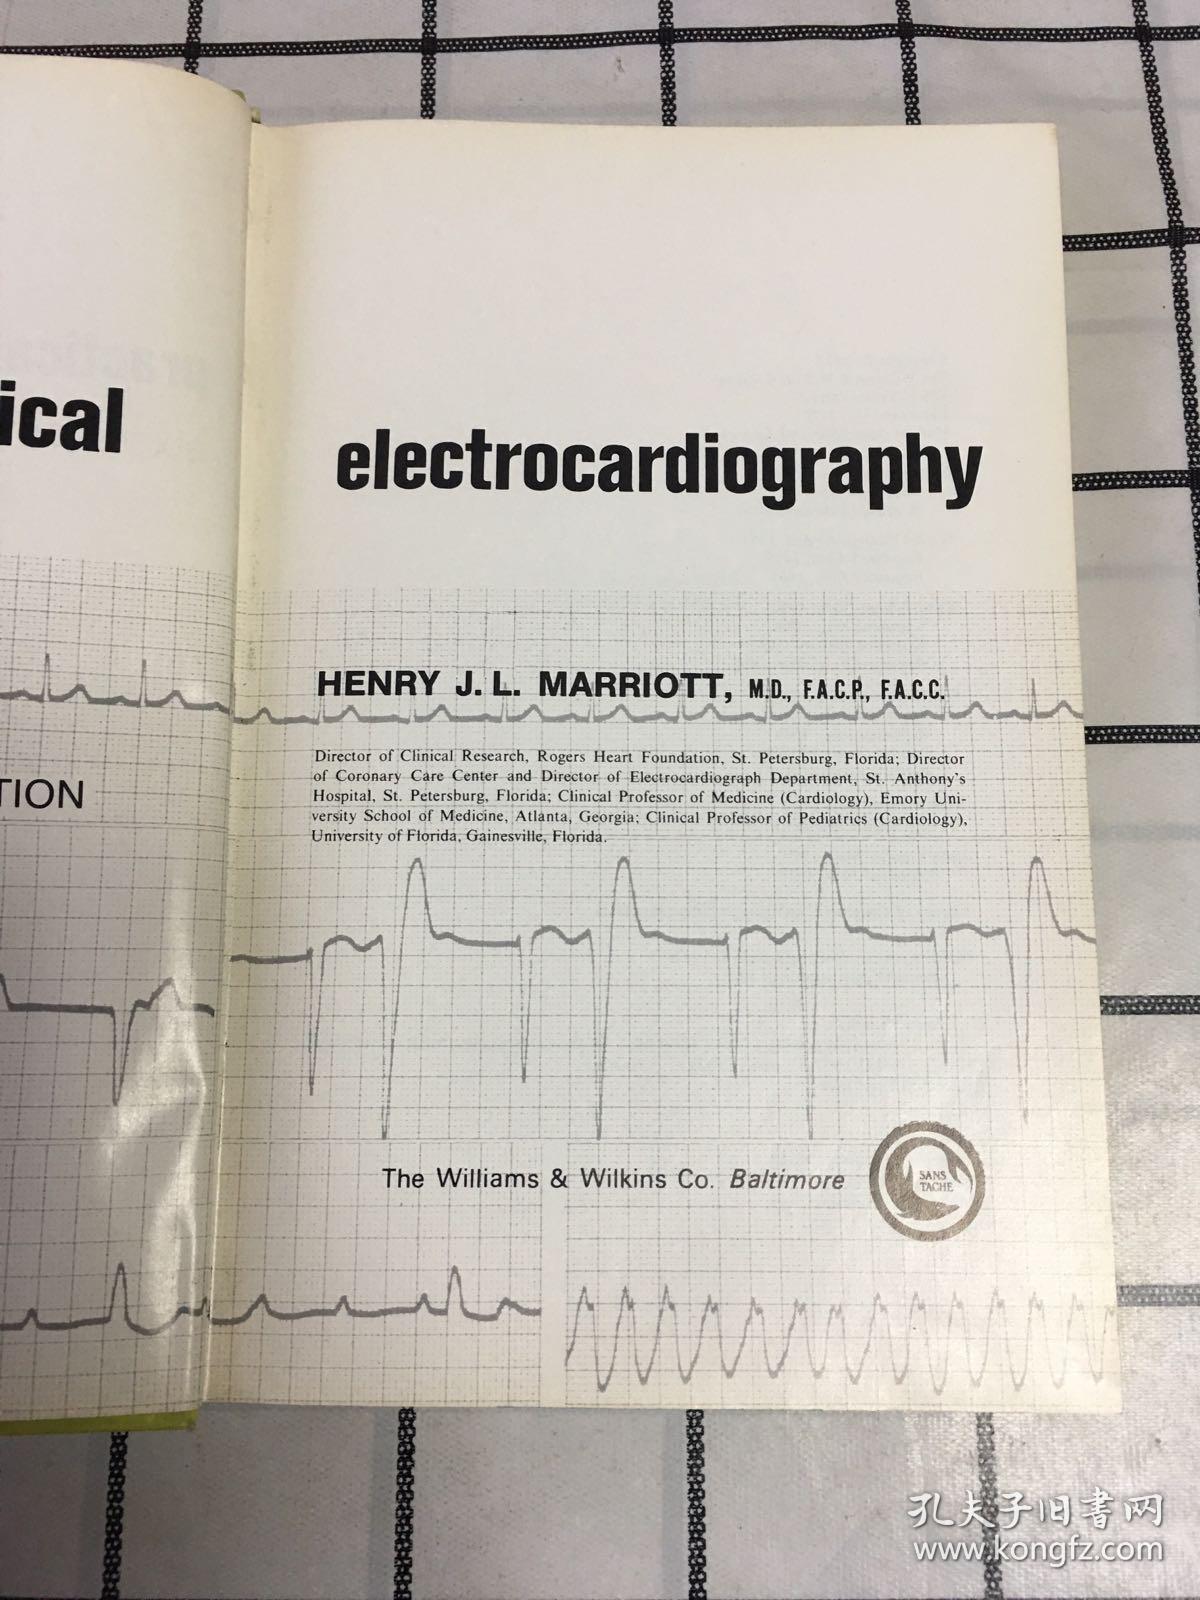 ical
TION
electrocardiography
HENRY J. L. MARRIOTT, M.D., F.A.C.P., F.A.C.C.
Director of Clinical Research, Rogers Heart Foundation, St. Petersburg, Florida; Director
of Coronary Care Center and Director of Electrocardiograph Department, St. Anthony's
Hospital, St. Petersburg, Florida; Clinical Professor of Medicine (Cardiology), Emory Uni-
versity School of Medicine, Atlanta, Georgia; Clinical Professor of Pediatrics (Cardiology),
University of Florida, Gainesville, Florida.
The Williams & Wilkins Co. Baltimore
SANS
TACHE
孔夫子旧書网
www.kongfz.com